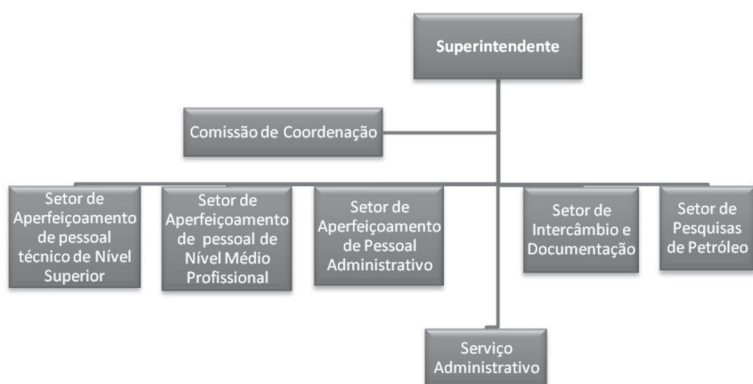 Superintendente
Comissão de Coordenação
Setor de
Aperfeiçoamento
de pessoal
técnico de Nível
Superior
Setor de
Aperfeiçoamento
de pessoal de
Nível Médio
Profissional
Setor de
Aperfeiçoamento
de Pessoal
Administrativo
Setor de
Intercâmbio e
Documentação
Setor de
Pesquisas
de Petróleo
Serviço
Administrativo